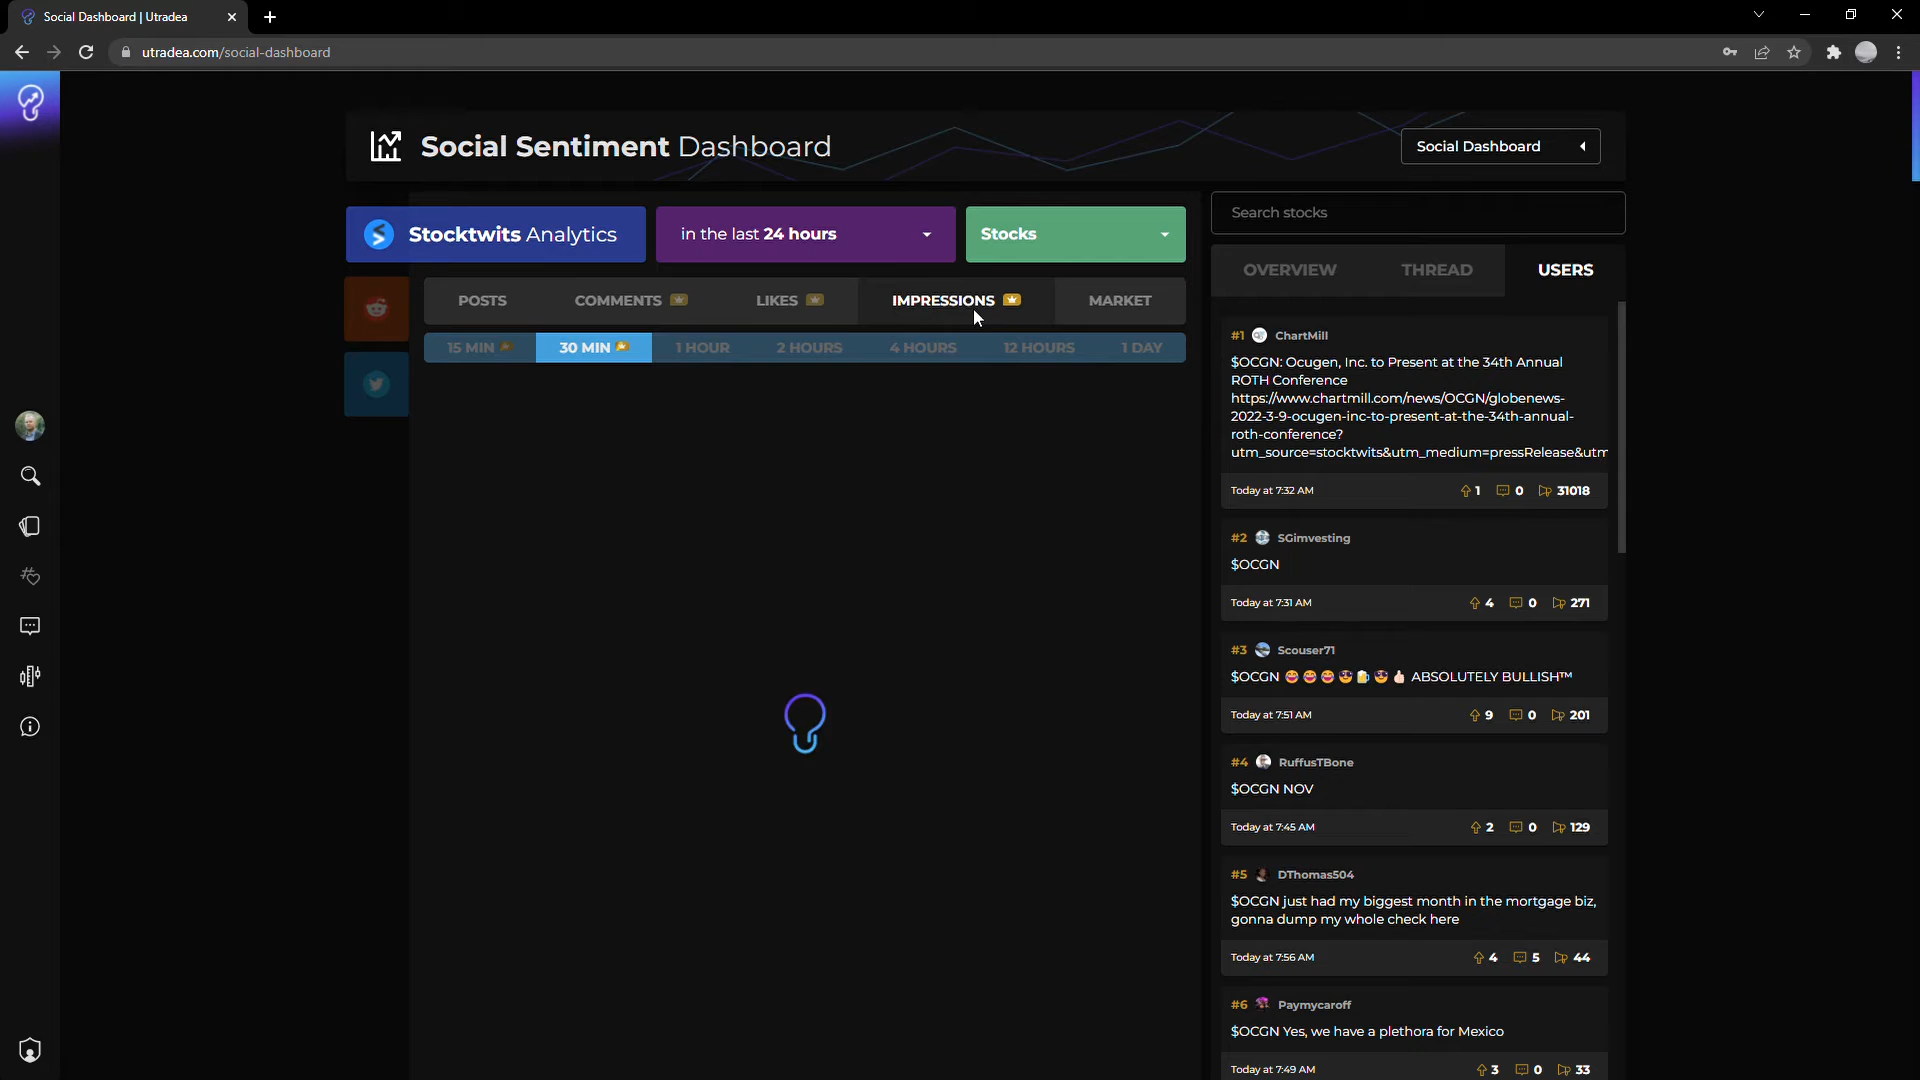 Social Dashboard | Utradea
utradea.com/social-dashboard
Social Sentiment Dashboard
Social Dashboard
Stocktwits Analytics
in the last 24 hours
Stocks
POSTS
COMMENTS
LIKES
IMPRESSIONS
MARKET
15 MIN
30 MIN
1 HOUR
2 HOURS
4 HOURS
12 HOURS
1 DAY
Search stocks
OVERVIEW
THREAD
USERS
#1 ChartMill
$OCGN: Ocugen, Inc. to Present at the 34th Annual
ROTH Conference
https://www.chartmill.com/news/OCGN/globenews-
2022-3-9-ocugen-inc-to-present-at-the-34th-annual-
roth-conference?
utm_source=stocktwits&utm_medium=pressRelease&utm
Today at 7:32 AM 1 0 31018
#2 SGimvesting
$OCGN
Today at 7:31 AM 4 0 271
#3 Scouser71
$OCGN 😂😂😂😎🍺😎👍🏻 ABSOLUTELY BULLISH™
Today at 7:51 AM 9 0 201
#4 RuffusTBone
$OCGN NOV
Today at 7:45 AM 2 0 129
#5 DThomas504
$OCGN just had my biggest month in the mortgage biz,
gonna dump my whole check here
Today at 7:56 AM 4 5 44
#6 Paymycaroff
$OCGN Yes, we have a plethora for Mexico
Today at 7:49 AM 3 0 33